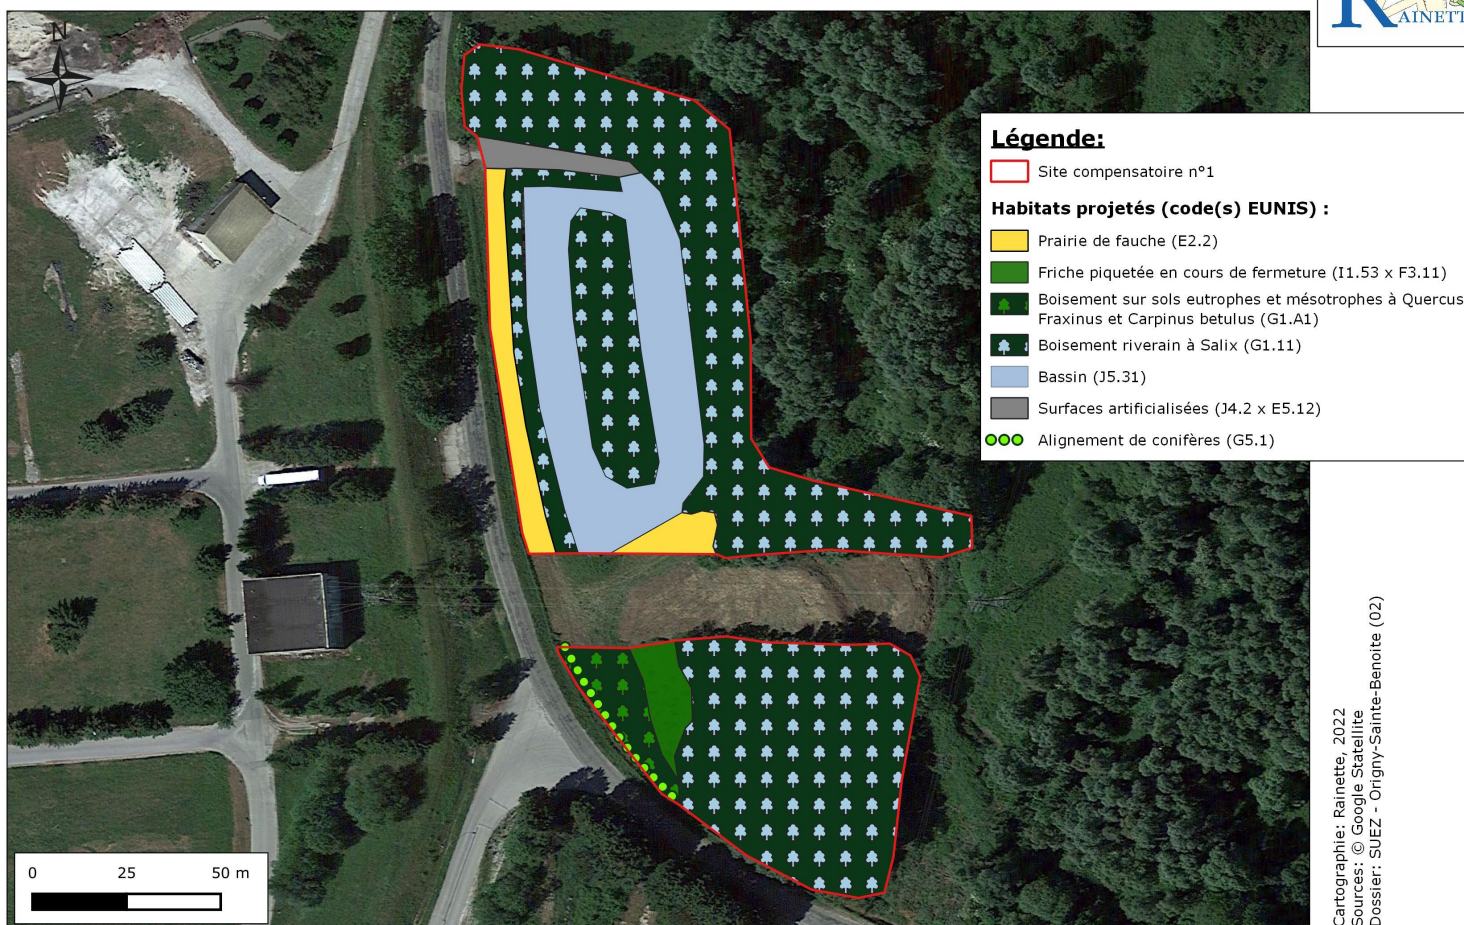 N
AINETT
Légende:
Site compensatoire n°1
Habitats projetés (code(s) EUNIS) :
Prairie de fauche (E2.2)
Friche piquetée en cours de fermeture (I1.53 x F3.11)
Boisement sur sols eutrophes et mésotrophes à Quercus
Fraxinus et Carpinus betulus (G1.A1)
Boisement riverain à Salix (G1.11)
Bassin (J5.31)
Surfaces artificialisées (J4.2 x E5.12)
Alignement de conifères (G5.1)
0 25 50 m
Cartographie: Rainette, 2022
Sources: © Google Statellite
Dossier: SUEZ - Origny-Sainte-Benoite (02)